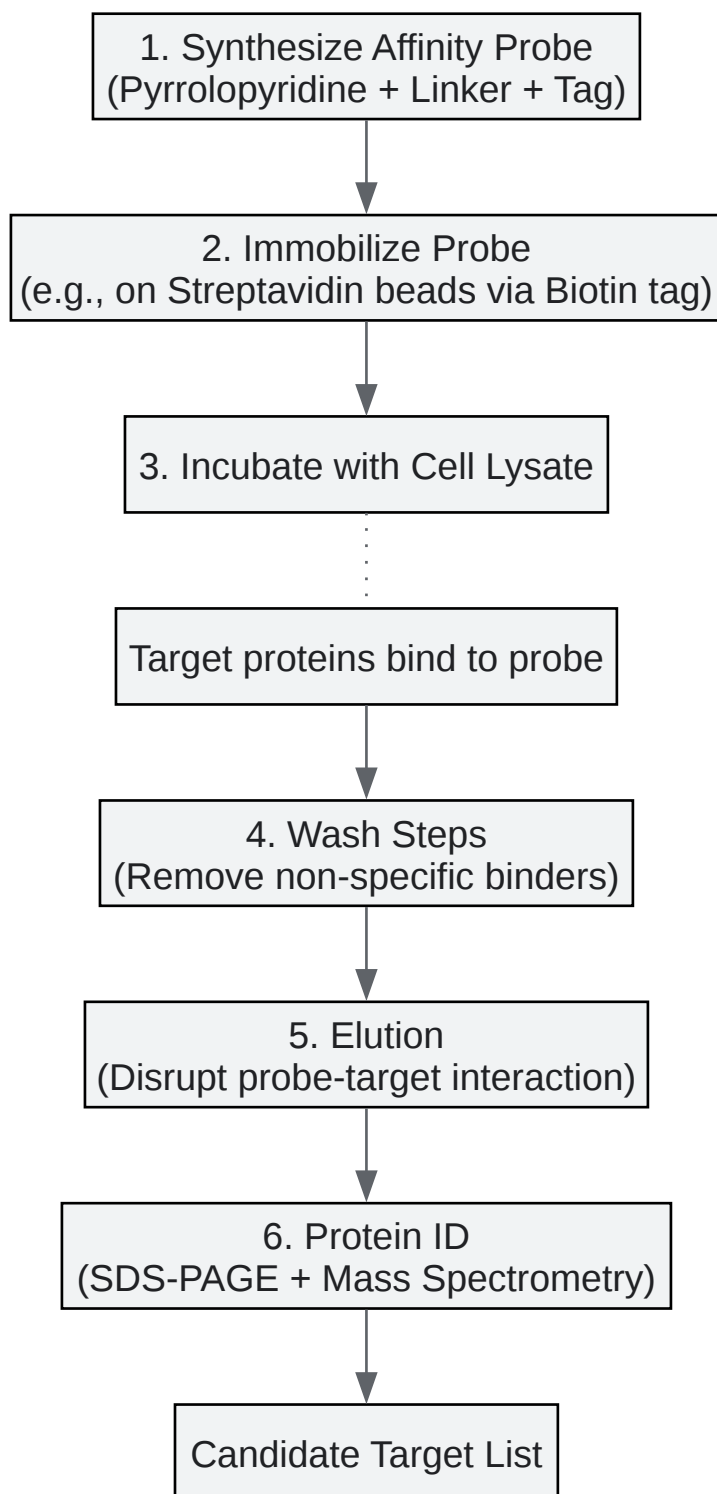 1. Synthesize Affinity Probe
(Pyrrolopyridine + Linker + Tag)
2. Immobilize Probe
(e.g., on Streptavidin beads via Biotin tag)
3. Incubate with Cell Lysate
Target proteins bind to probe
4. Wash Steps
(Remove non-specific binders)
5. Elution
(Disrupt probe-target interaction)
6. Protein ID
(SDS-PAGE + Mass Spectrometry)
Candidate Target List